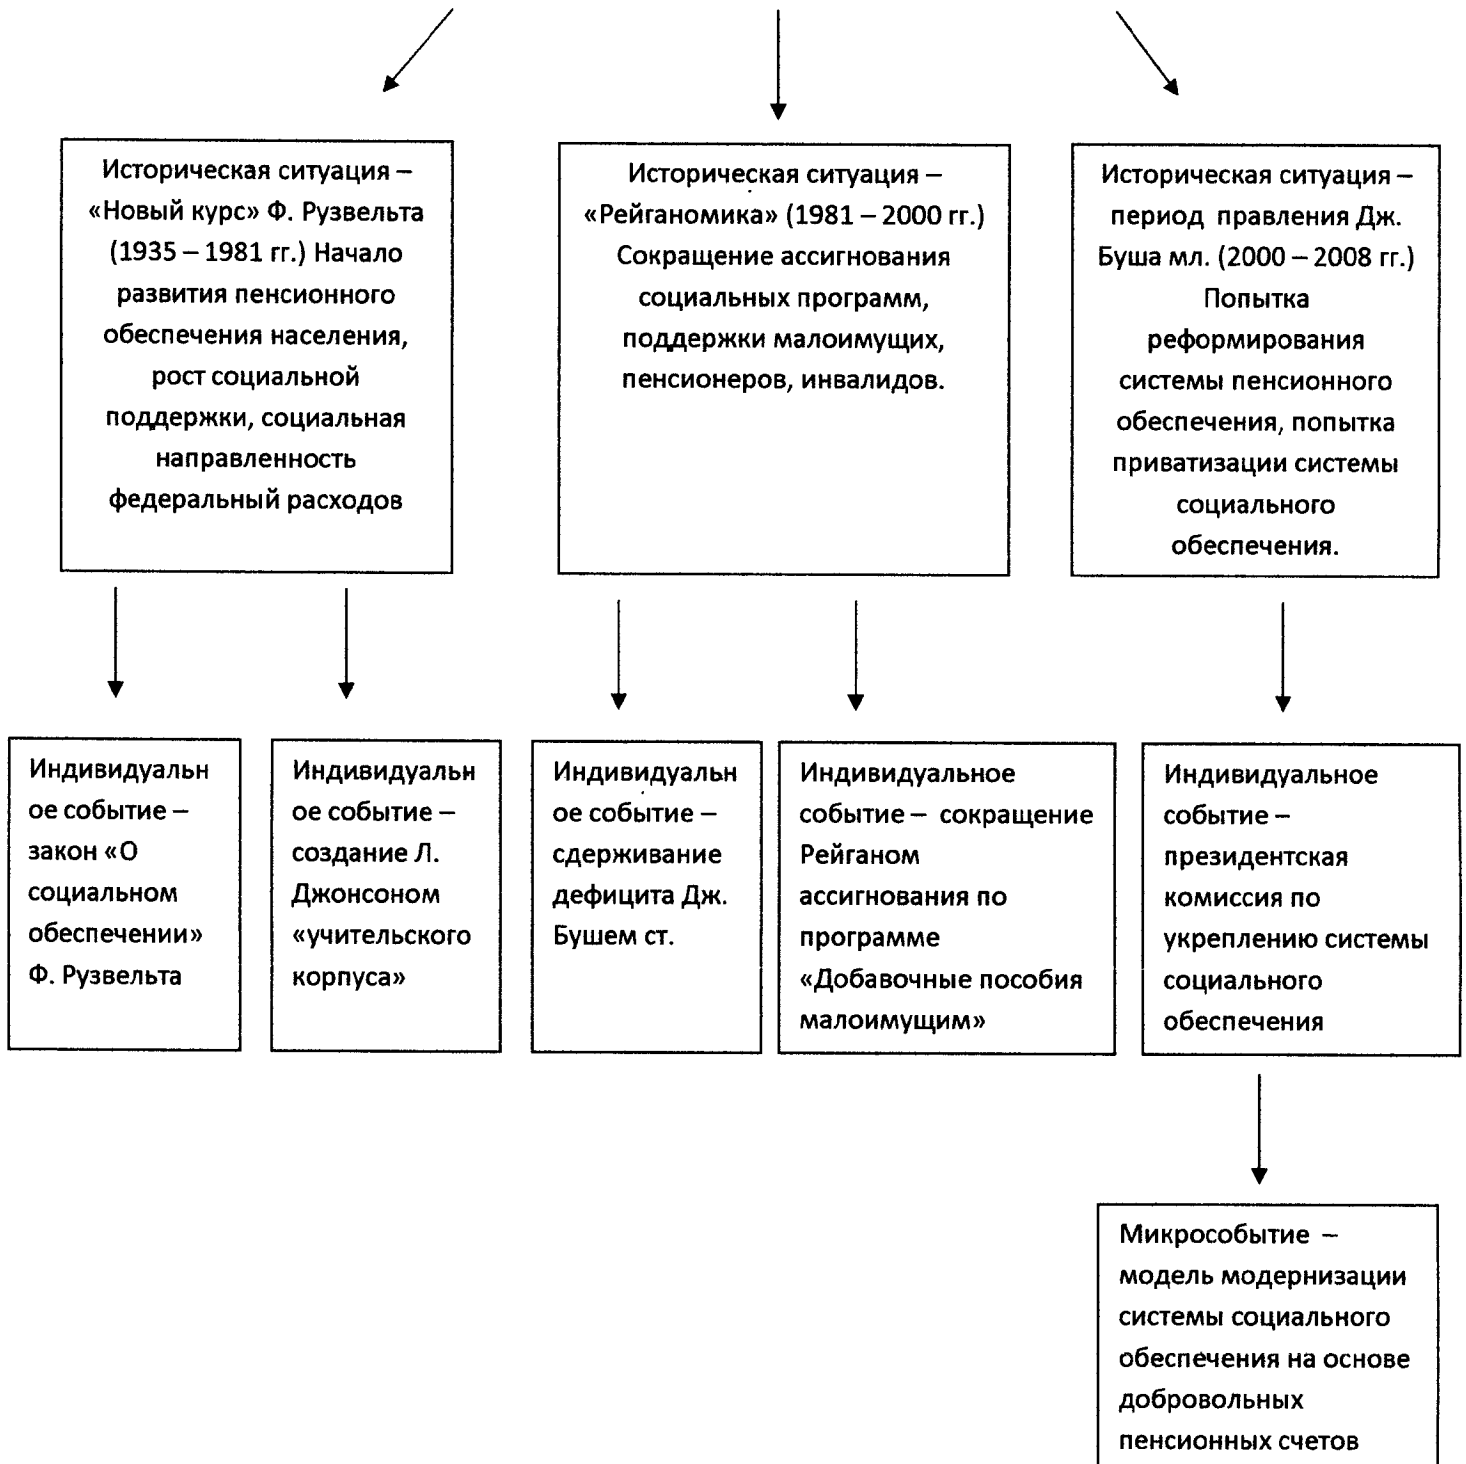 Историческая ситуация –
«Новый курс» Ф. Рузвельта
(1935 – 1981 гг.) Начало
развития пенсионного
обеспечения населения,
рост социальной
поддержки, социальная
направленность
федеральный расходов
Историческая ситуация –
«Рейганомика» (1981 – 2000 гг.)
Сокращение ассигнования
социальных программ,
поддержки малоимущих,
пенсионеров, инвалидов.
Историческая ситуация –
период правления Дж.
Буша мл. (2000 – 2008 гг.)
Попытка
реформирования
системы пенсионного
обеспечения, попытка
приватизации системы
социального
обеспечения.
Индивидуальн
ое событие –
закон «О
социальном
обеспечении»
Ф. Рузвельта
Индивидуальн
ое событие –
создание Л.
Джонсоном
«учительского
корпуса»
Индивидуальн
ое событие –
сдерживание
дефицита Дж.
Бушем ст.
Индивидуальное
событие – сокращение
Рейганом
ассигнования по
программе
«Добавочные пособия
малоимущим»
Индивидуальное
событие –
президентская
комиссия по
укреплению системы
социального
обеспечения
Микрособытие –
модель модернизации
системы социального
обеспечения на основе
добровольных
пенсионных счетов